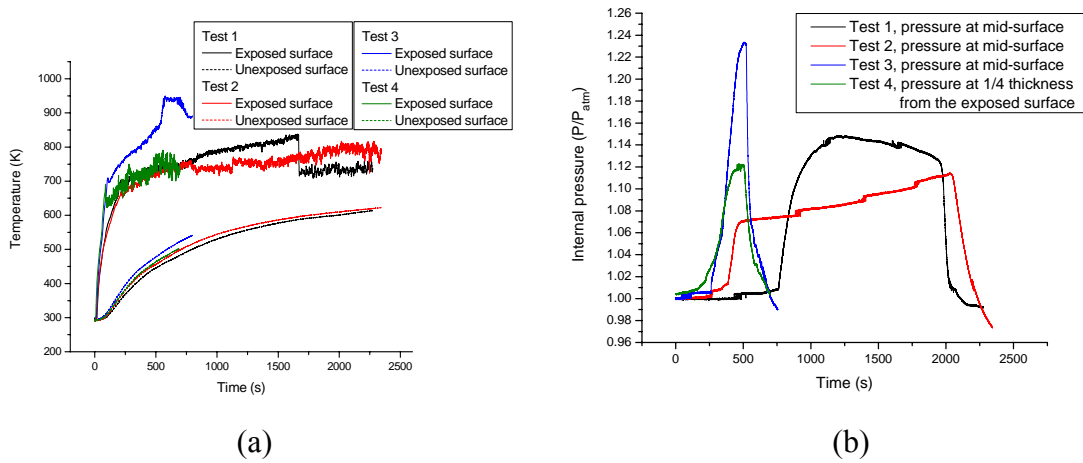 (a)
Test 1
Exposed surface
Unexposed surface
Test 2
Exposed surface
Unexposed surface
Test 3
Exposed surface
Unexposed surface
Test 4
Exposed surface
Unexposed surface
Temperature (K)
1000
900
800
700
600
500
400
300
200
0
500
1000
1500
2000
2500
Time (s)
(a)
Test 1, pressure at mid-surface
Test 2, pressure at mid-surface
Test 3, pressure at mid-surface
Test 4, pressure at 1/4 thickness
from the exposed surface
Internal pressure (P/Patm)
1.26
1.24
1.22
1.20
1.18
1.16
1.14
1.12
1.10
1.08
1.06
1.04
1.02
1.00
0.98
0.96
0.94
0
500
1000
1500
2000
2500
Time (s)
b)
(b)